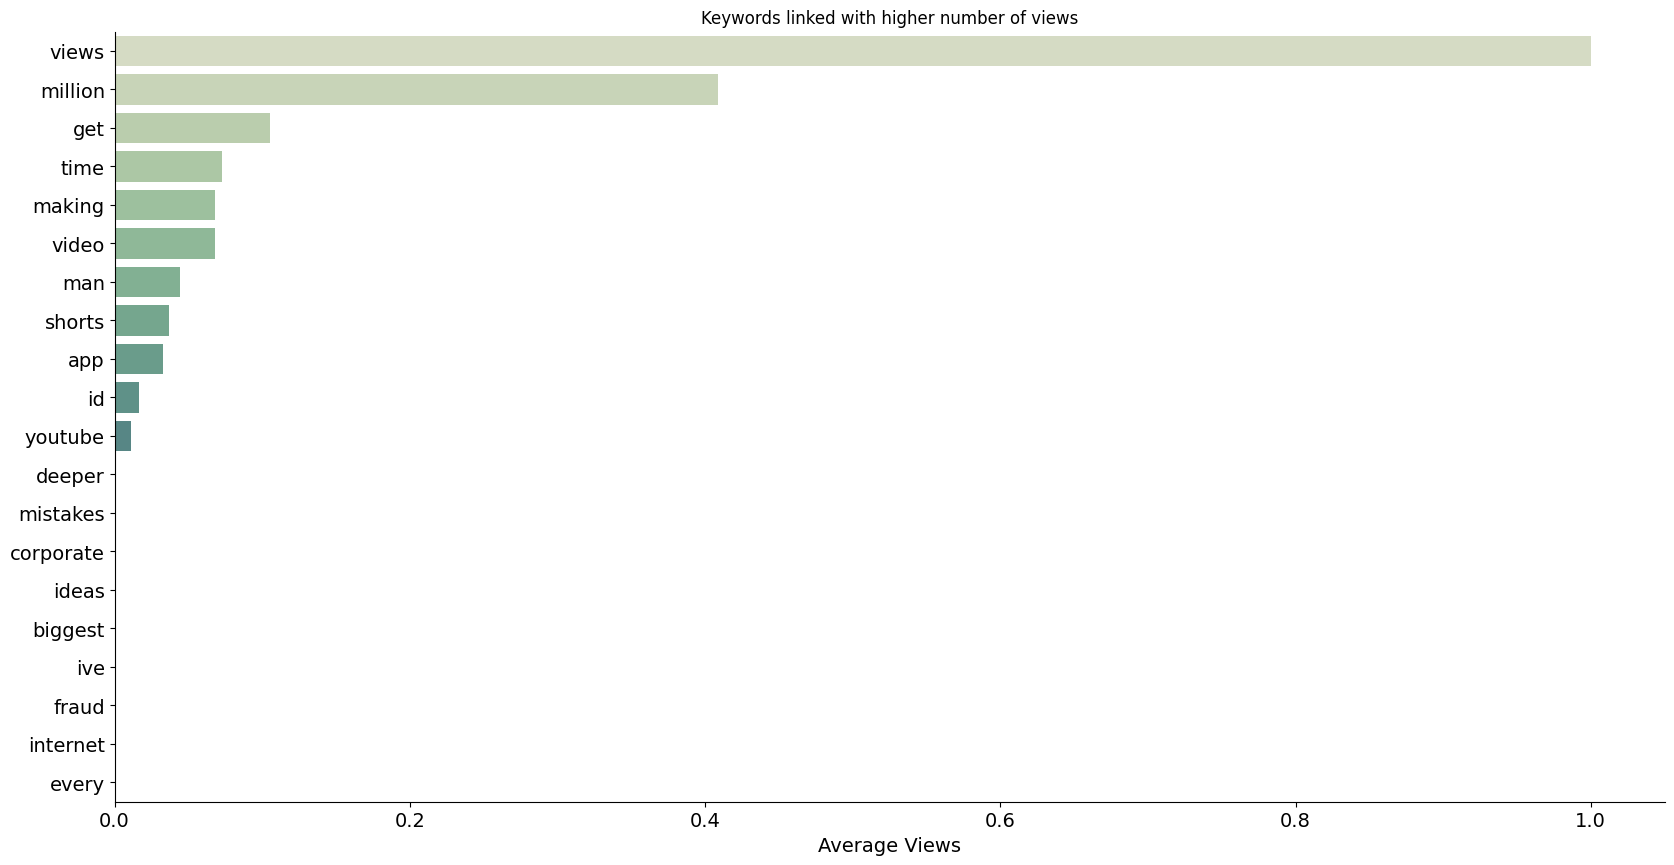 Keywords linked with higher number of views
views
million
get
time
making
video
man
shorts
app
id
youtube
deeper
mistakes
corporate
ideas
biggest
ive
fraud
internet
every
0.0 0.2 0.4 0.6 0.8 1.0
Average Views